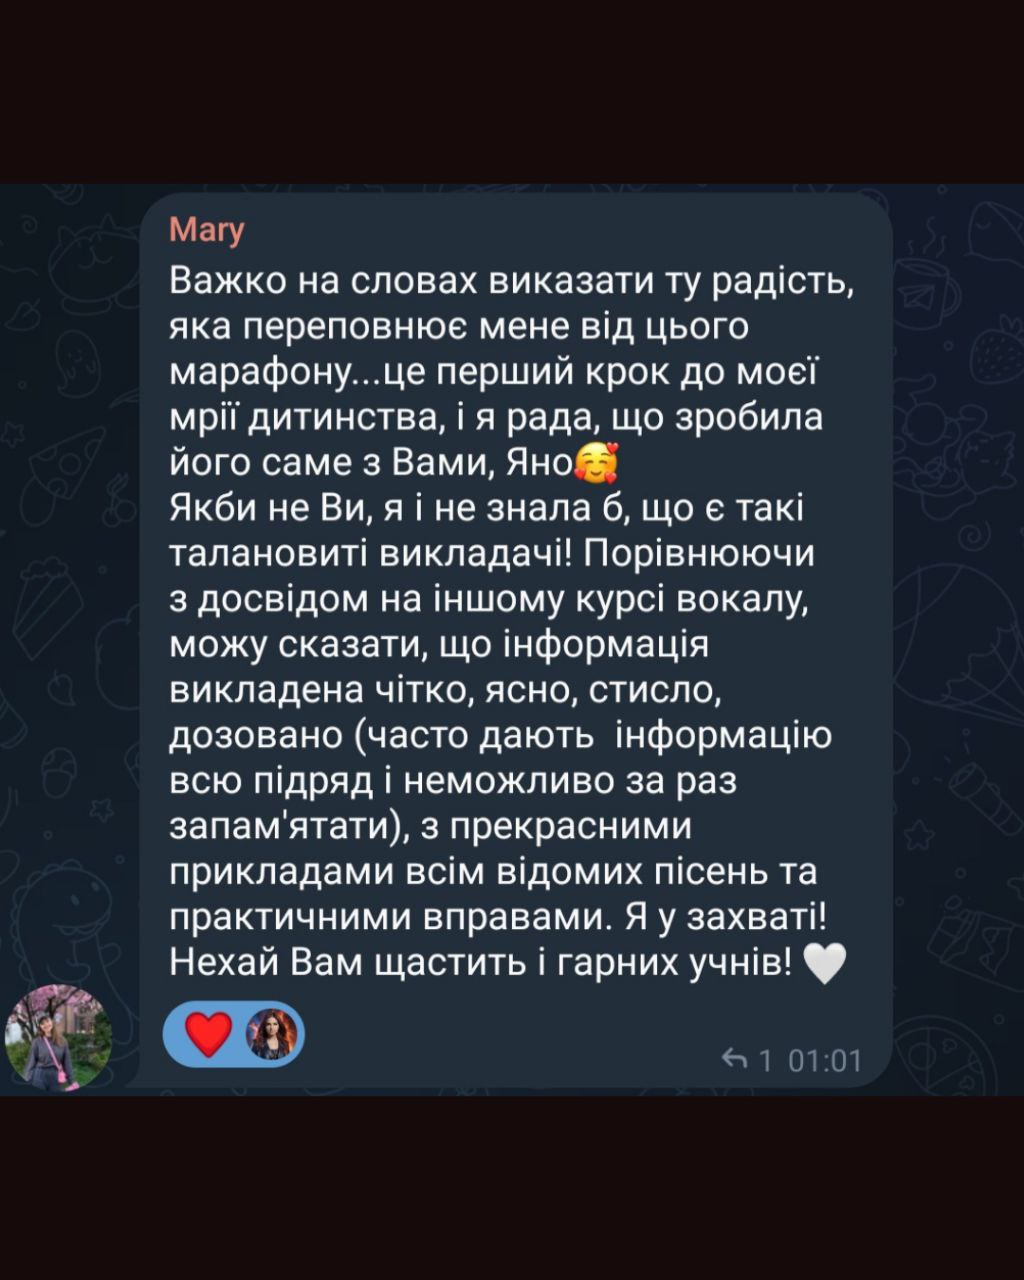 Mary
Важко на словах виказати ту радість,
яка переповнює мене від цього
марафону...це перший крок до моєї
мрії дитинства, і я рада, що зробила
його саме з Вами, Яно🥰
Якби не Ви, я і не знала б, що є такі
талановиті викладачі! Порівнюючи
з досвідом на іншому курсі вокалу,
можу сказати, що інформація
викладена чітко, ясно, стисло,
дозовано (часто дають  інформацію
всю підряд і неможливо за раз
запам'ятати), з прекрасними
прикладами всім відомих пісень та
практичними вправами. Я у захваті!
Нехай Вам щастить і гарних учнів! 🤍
1 01:01